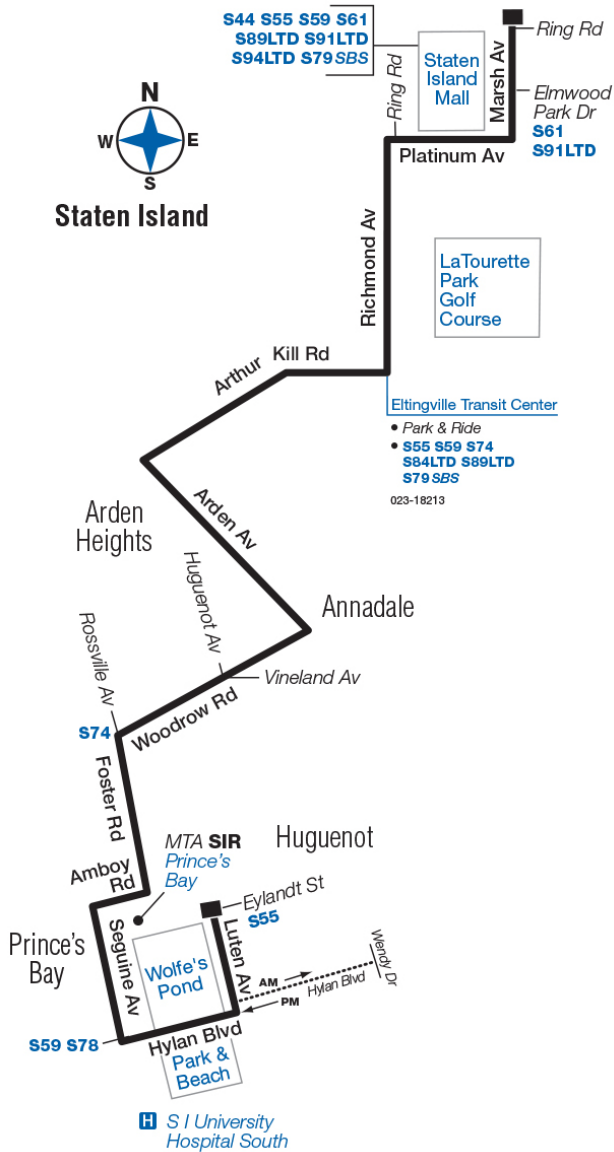 S44 S55 S59 S61
S89LTD S91LTD
S94LTD S79SBS
Ring Rd
Staten
Island
Mall
Marsh Av
Ring Rd
Elmwood
Park Dr
S61
S91LTD
Platinum Av
N
W E
S
Staten Island
Richmond Av
LaTourette
Park
Golf
Course
Arthur Kill Rd
Eltingville Transit Center
• Park & Ride
• S55 S59 S74
S84LTD S89LTD
S79SBS
023-18213
Arden
Heights
Arden Av
Huguenot Av
Annadale
Rossville Av
Vineland Av
Woodrow Rd
S74
Foster Rd
Huguenot
MTA SIR
Prince's
Bay
Amboy
Rd
Eylandt St
S55
Prince's
Bay
Seguine Av
Luten Av
Wolfe's
Pond
Wendy Dr
AM
Hylan Blvd
PM
S59 S78
Hylan Blvd
Park &
Beach
H S I University
Hospital South